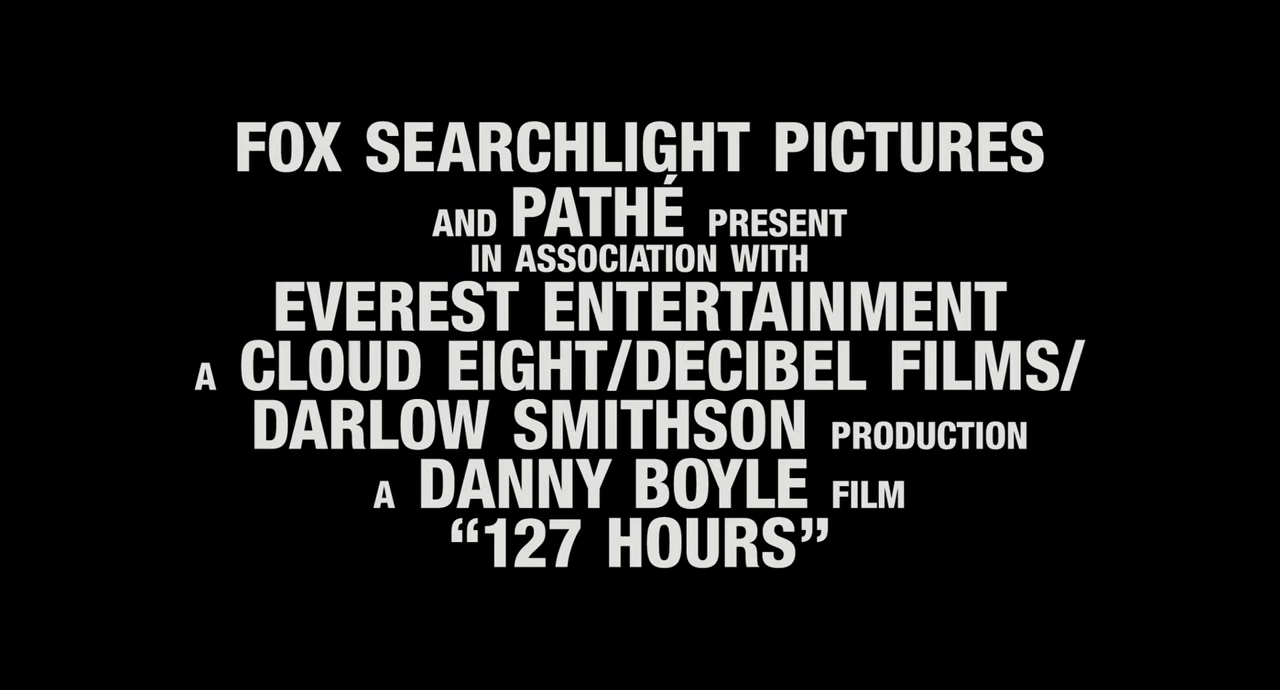 FOX SEARCHLIGHT PICTURES
AND PATHÉ PRESENT
IN ASSOCIATION WITH
EVEREST ENTERTAINMENT
A CLOUD EIGHT/DECIBEL FILMS/
DARLOW SMITHSON PRODUCTION
A DANNY BOYLE FILM
“127 HOURS”